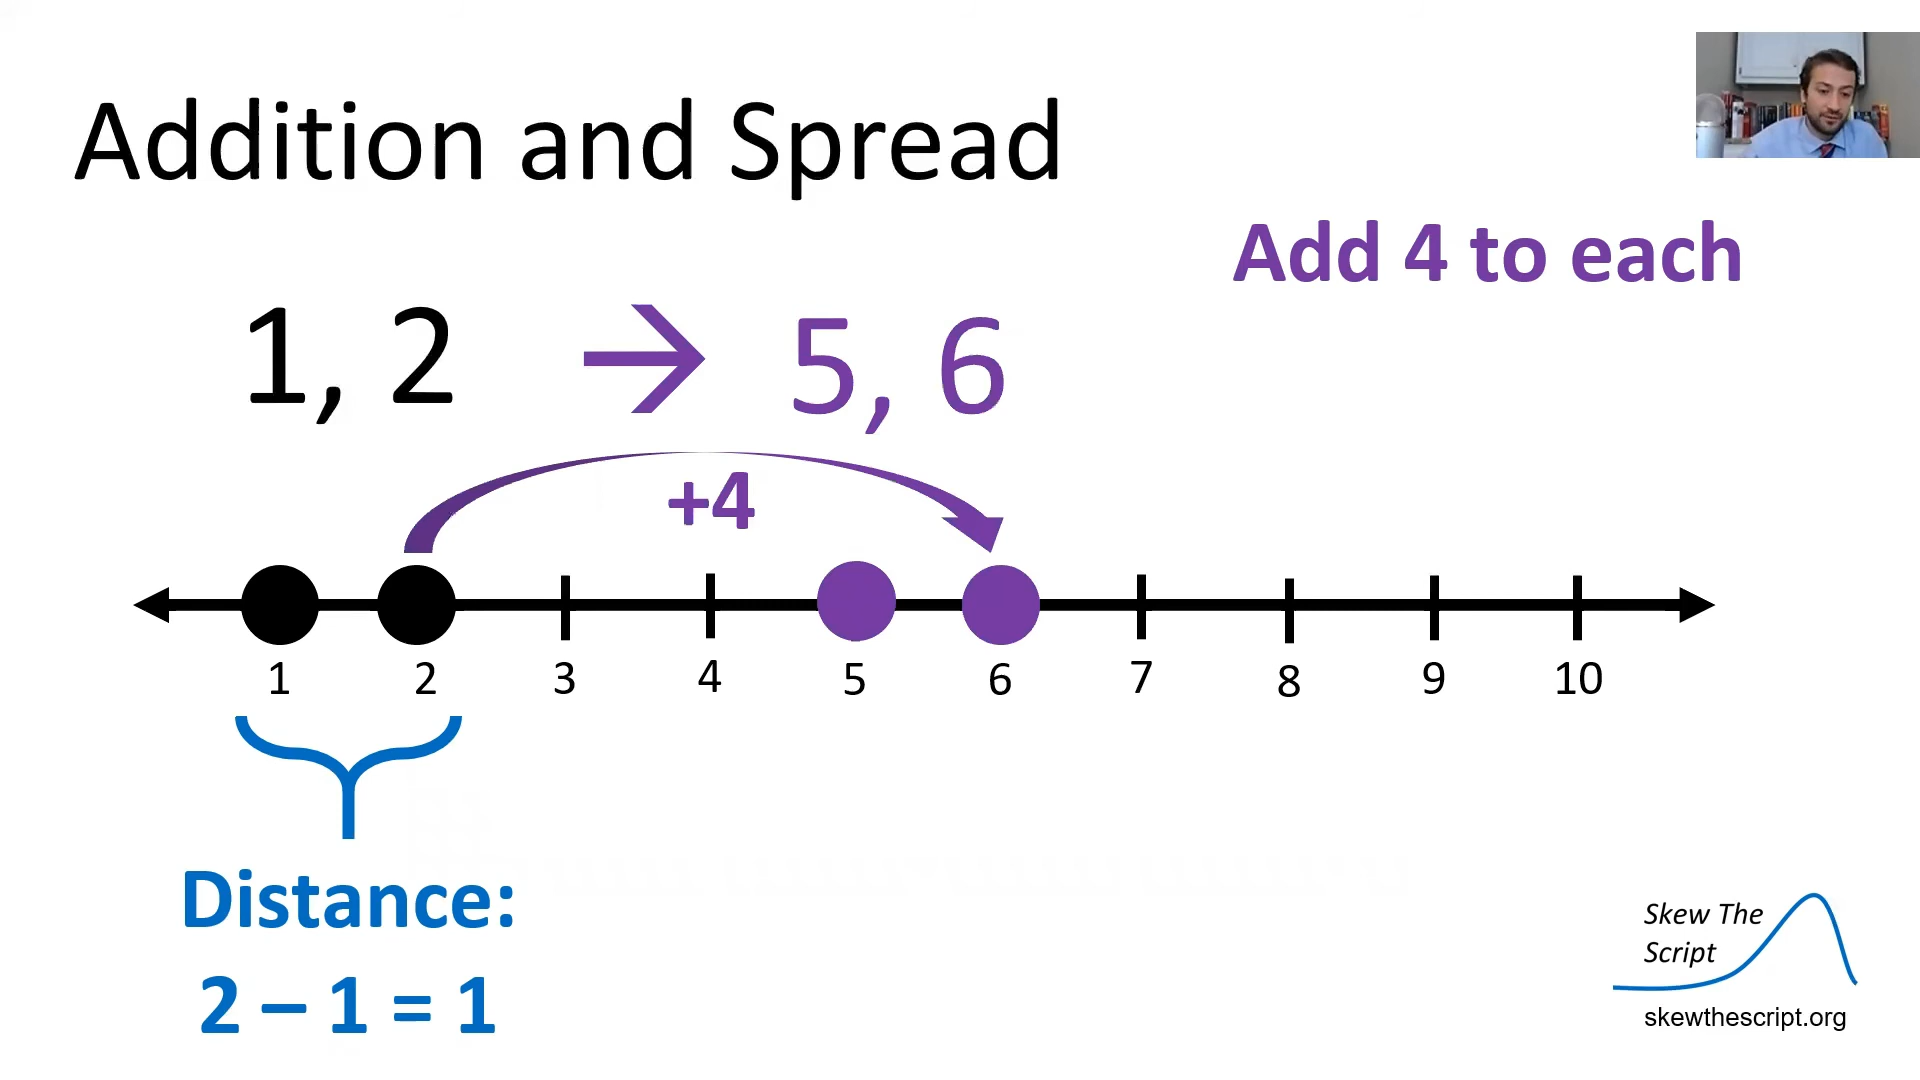 Addition and Spread
Add 4 to each
1, 2 → 5, 6
+4
1 2 3 4 5 6 7 8 9 10
Distance:
2 – 1 = 1
Skew The
Script
skewthescript.org